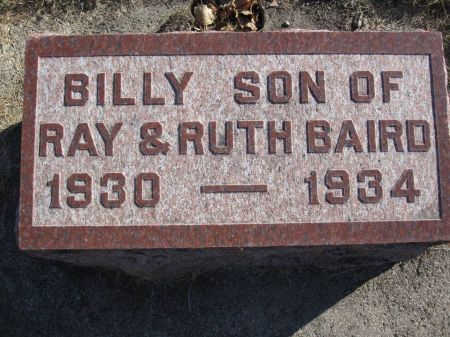 BILLY SON OF
RAY & RUTH BAIRD
1930 — 1934